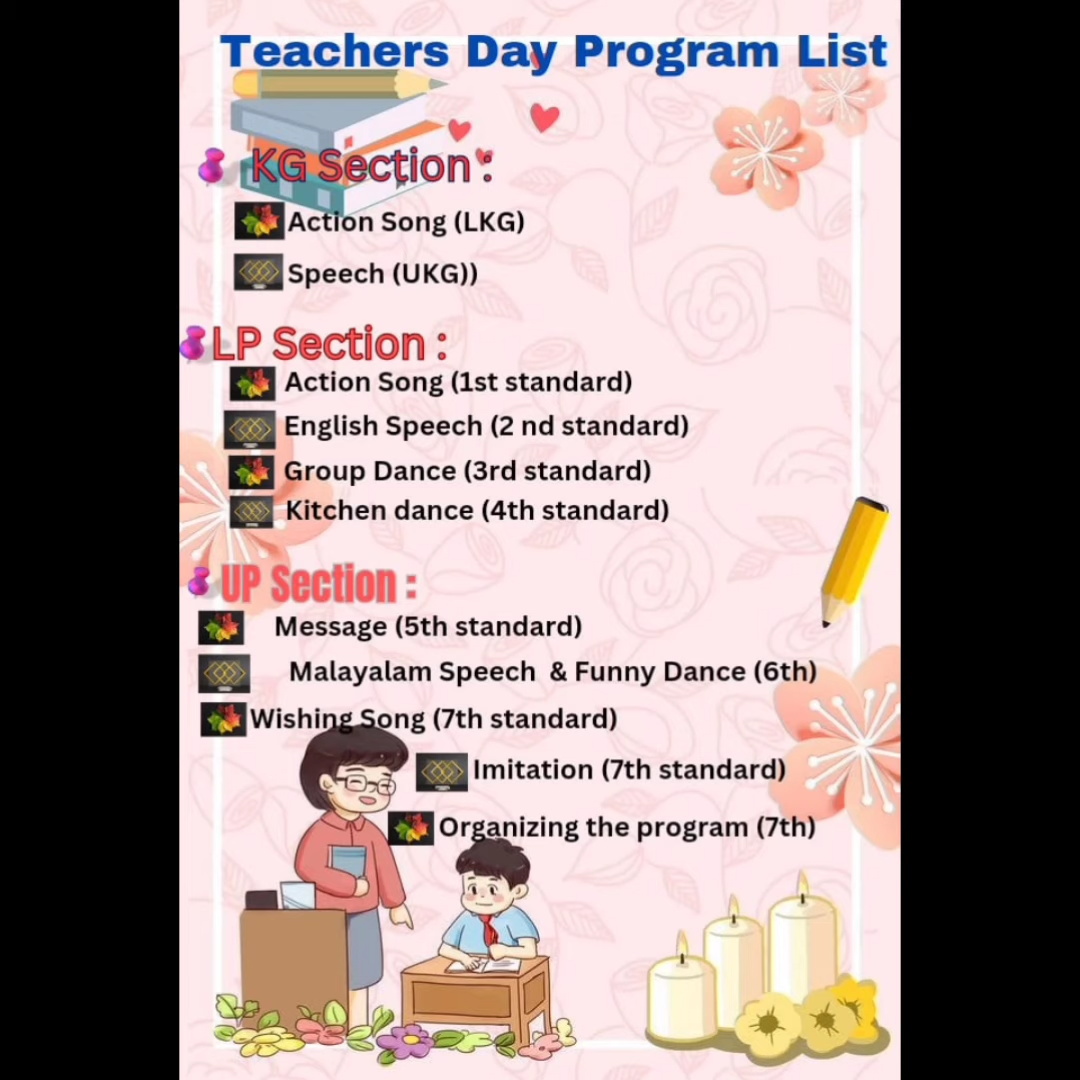 Teachers Day Program List
KG Section :
Action Song (LKG)
Speech (UKG))
LP Section :
Action Song (1st standard)
English Speech (2 nd standard)
Group Dance (3rd standard)
Kitchen dance (4th standard)
UP Section :
Message (5th standard)
Malayalam Speech & Funny Dance (6th)
Wishing Song (7th standard)
Imitation (7th standard)
Organizing the program (7th)